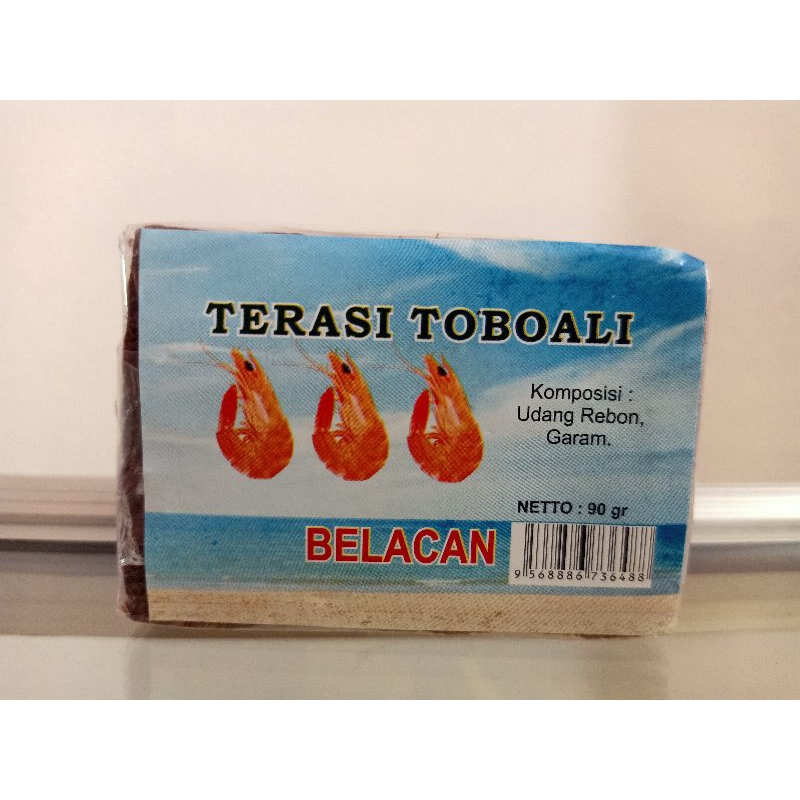 TERASI TOBOALI
Komposisi :
Udang Rebon,
Garam.
NETTO : 90 gr
BELACAN
9 568886 736488